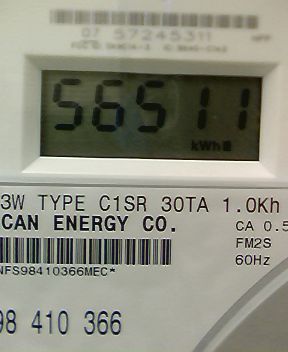 07 57245311
56511
kWh
3W TYPE C1SR 30TA 1.0Kh
CAN ENERGY CO.
CA 0.5
FM2S
60Hz
NFS98410366MEC*
98 410 366